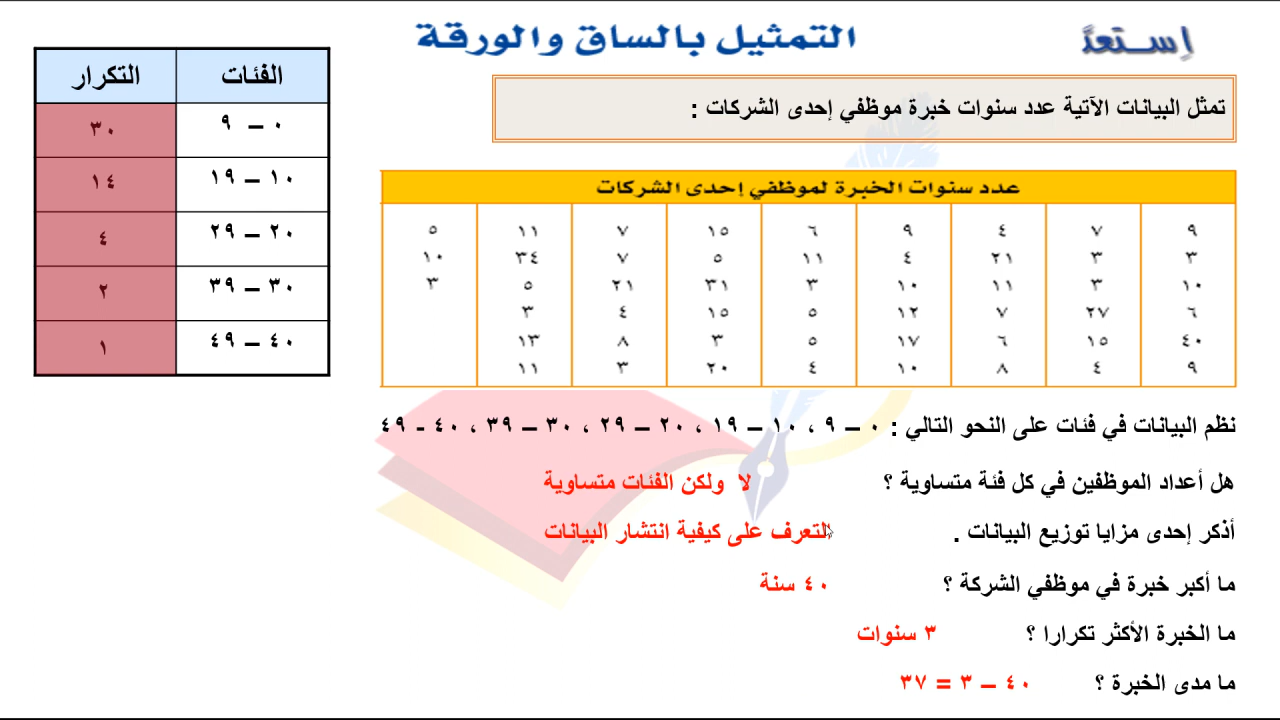 إستعدَّ
التمثيل بالساق والورقة
تمثل البيانات الآتية عدد سنوات خبرة موظفي إحدى الشركات :
عدد سنوات الخبرة لموظفي إحدى الشركات
٩ ٧ ٤ ٩ ٦ ١٥ ٧ ١١ ٥
٣ ٣ ٢١ ٤ ١١ ٥ ٧ ٣٤ ١٠
١٠ ٣ ١١ ١٠ ٣ ٣١ ٢١ ٥ ٣
٦ ٢٧ ٧ ١٢ ٥ ١٥ ٤ ٣
٤٠ ١٥ ٦ ١٧ ٥ ٣ ٨ ١٣
٩ ٤ ٨ ١٠ ٤ ٢٠ ٣ ١١
الفئات التكرار
٠ – ٩ ٣٠
١٠ – ١٩ ١٤
٢٠ – ٢٩ ٤
٣٠ – ٣٩ ٢
٤٠ – ٤٩ ١
نظم البيانات في فئات على النحو التالي : ٠ – ٩ ، ١٠ – ١٩ ، ٢٠ – ٢٩ ، ٣٠ – ٣٩ ، ٤٠ - ٤٩
هل أعداد الموظفين في كل فئة متساوية ؟ لا ولكن الفئات متساوية
أذكر إحدى مزايا توزيع البيانات . لتعرف على كيفية انتشار البيانات
ما أكبر خبرة في موظفي الشركة ؟ ٤٠ سنة
ما الخبرة الأكثر تكرارا ؟ ٣ سنوات
ما مدى الخبرة ؟ ٤٠ – ٣ = ٣٧